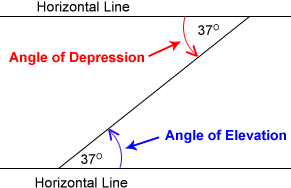 Horizontal Line
37°
Angle of Depression
Angle of Elevation
37°
Horizontal Line